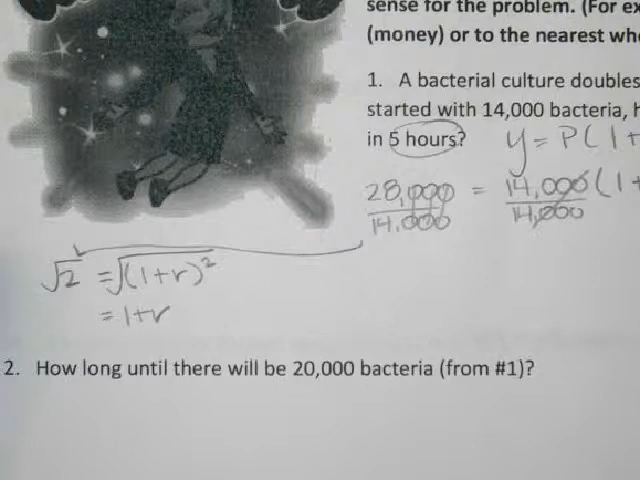 sense for the problem. (For ex
(money) or to the nearest who
1. A bacterial culture doubles
started with 14,000 bacteria, h
in 5 hours? y = P(1+
28,000 = 14,000(1+
14,000 14,000
√2 = √(1+r)²
= 1+r
2. How long until there will be 20,000 bacteria (from #1)?